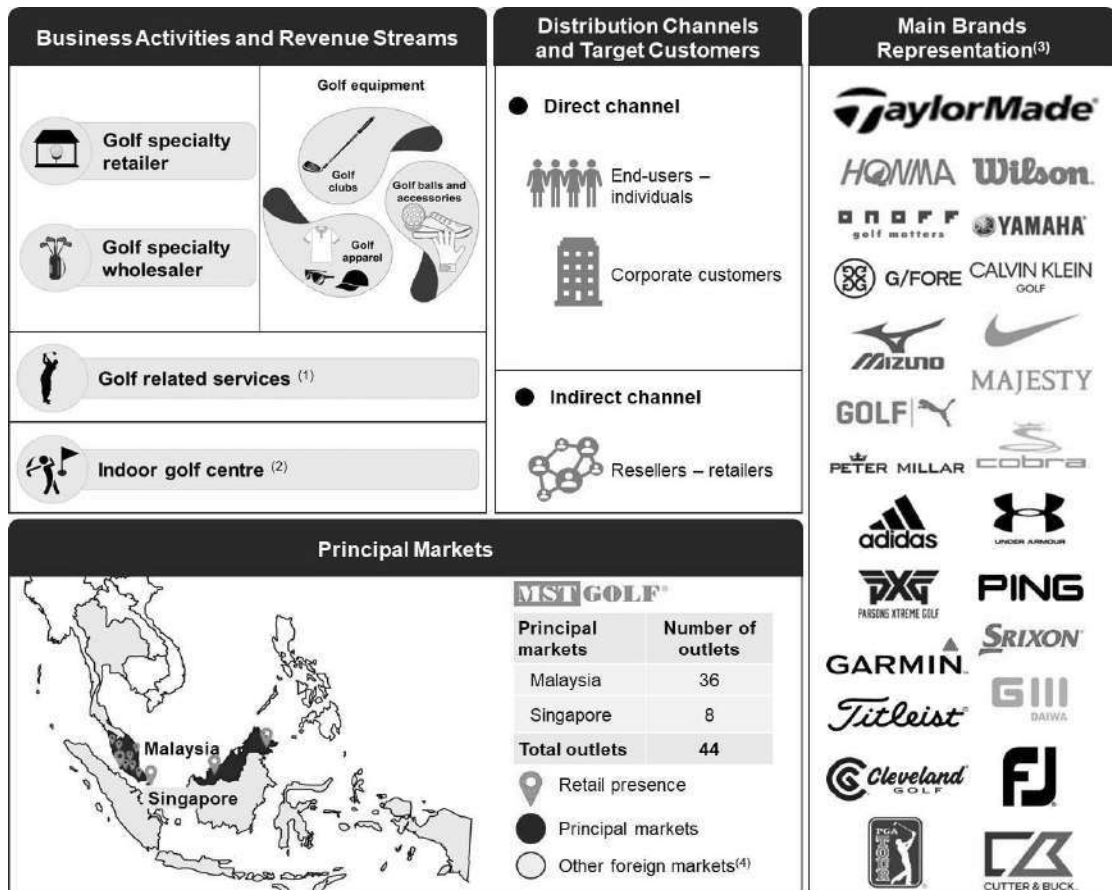 Business Activities and Revenue Streams
Golf specialty
retailer
Golf specialty
wholesaler
Golf equipment
Golf
clubs
Golf balls and
accessories
Golf
apparel
Golf related services (1)
Indoor golf centre (2)
Distribution Channels
and Target Customers
Direct channel
End-users –
individuals
Corporate customers
Indirect channel
Resellers – retailers
Main Brands
Representation(3)
TaylorMade
HONMA
Wilson
ONOFF
golf matters
YAMAHA
G/FORE
CALVIN KLEIN
GOLF
MIZUNO
MAJESTY
GOLF
PETER MILLAR
cobra
adidas
UNDER ARMOUR
PXG
PARSONS XTREME GOLF
PING
GARMIN
SRIXON
Titleist
GIII
DAIWA
Cleveland
GOLF
FJ
PGA
TOUR
CUTTER & BUCK
Principal Markets
Malaysia
Singapore
MST GOLF®
Principal markets Number of outlets
Malaysia 36
Singapore 8
Total outlets 44
Retail presence
Principal markets
Other foreign markets(4)